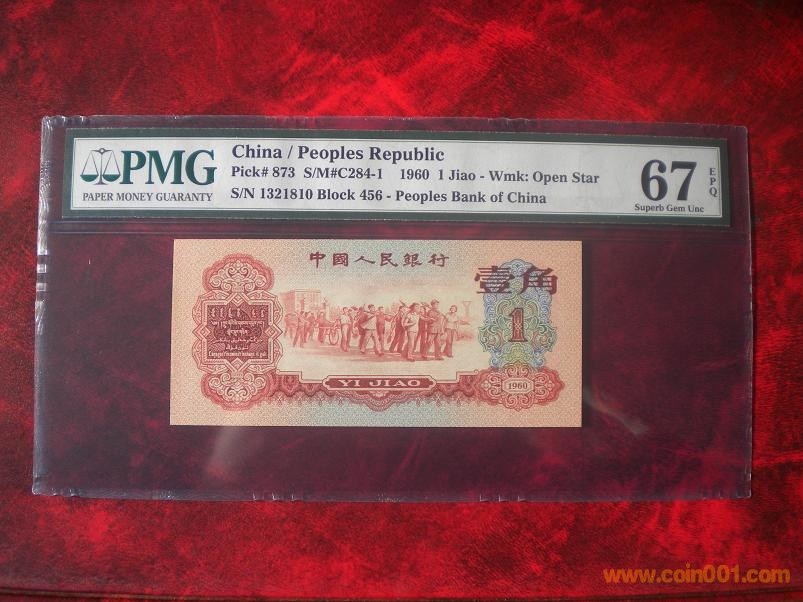 PMG
PAPER MONEY GUARANTY
China / Peoples Republic
Pick# 873 S/M#C284-1 1960 1 Jiao - Wmk: Open Star
S/N 1321810 Block 456 - Peoples Bank of China
67
EPQ
Superb Gem Unc
中國人民銀行
壹角
1
YI JIAO
1960
www.coin001.com